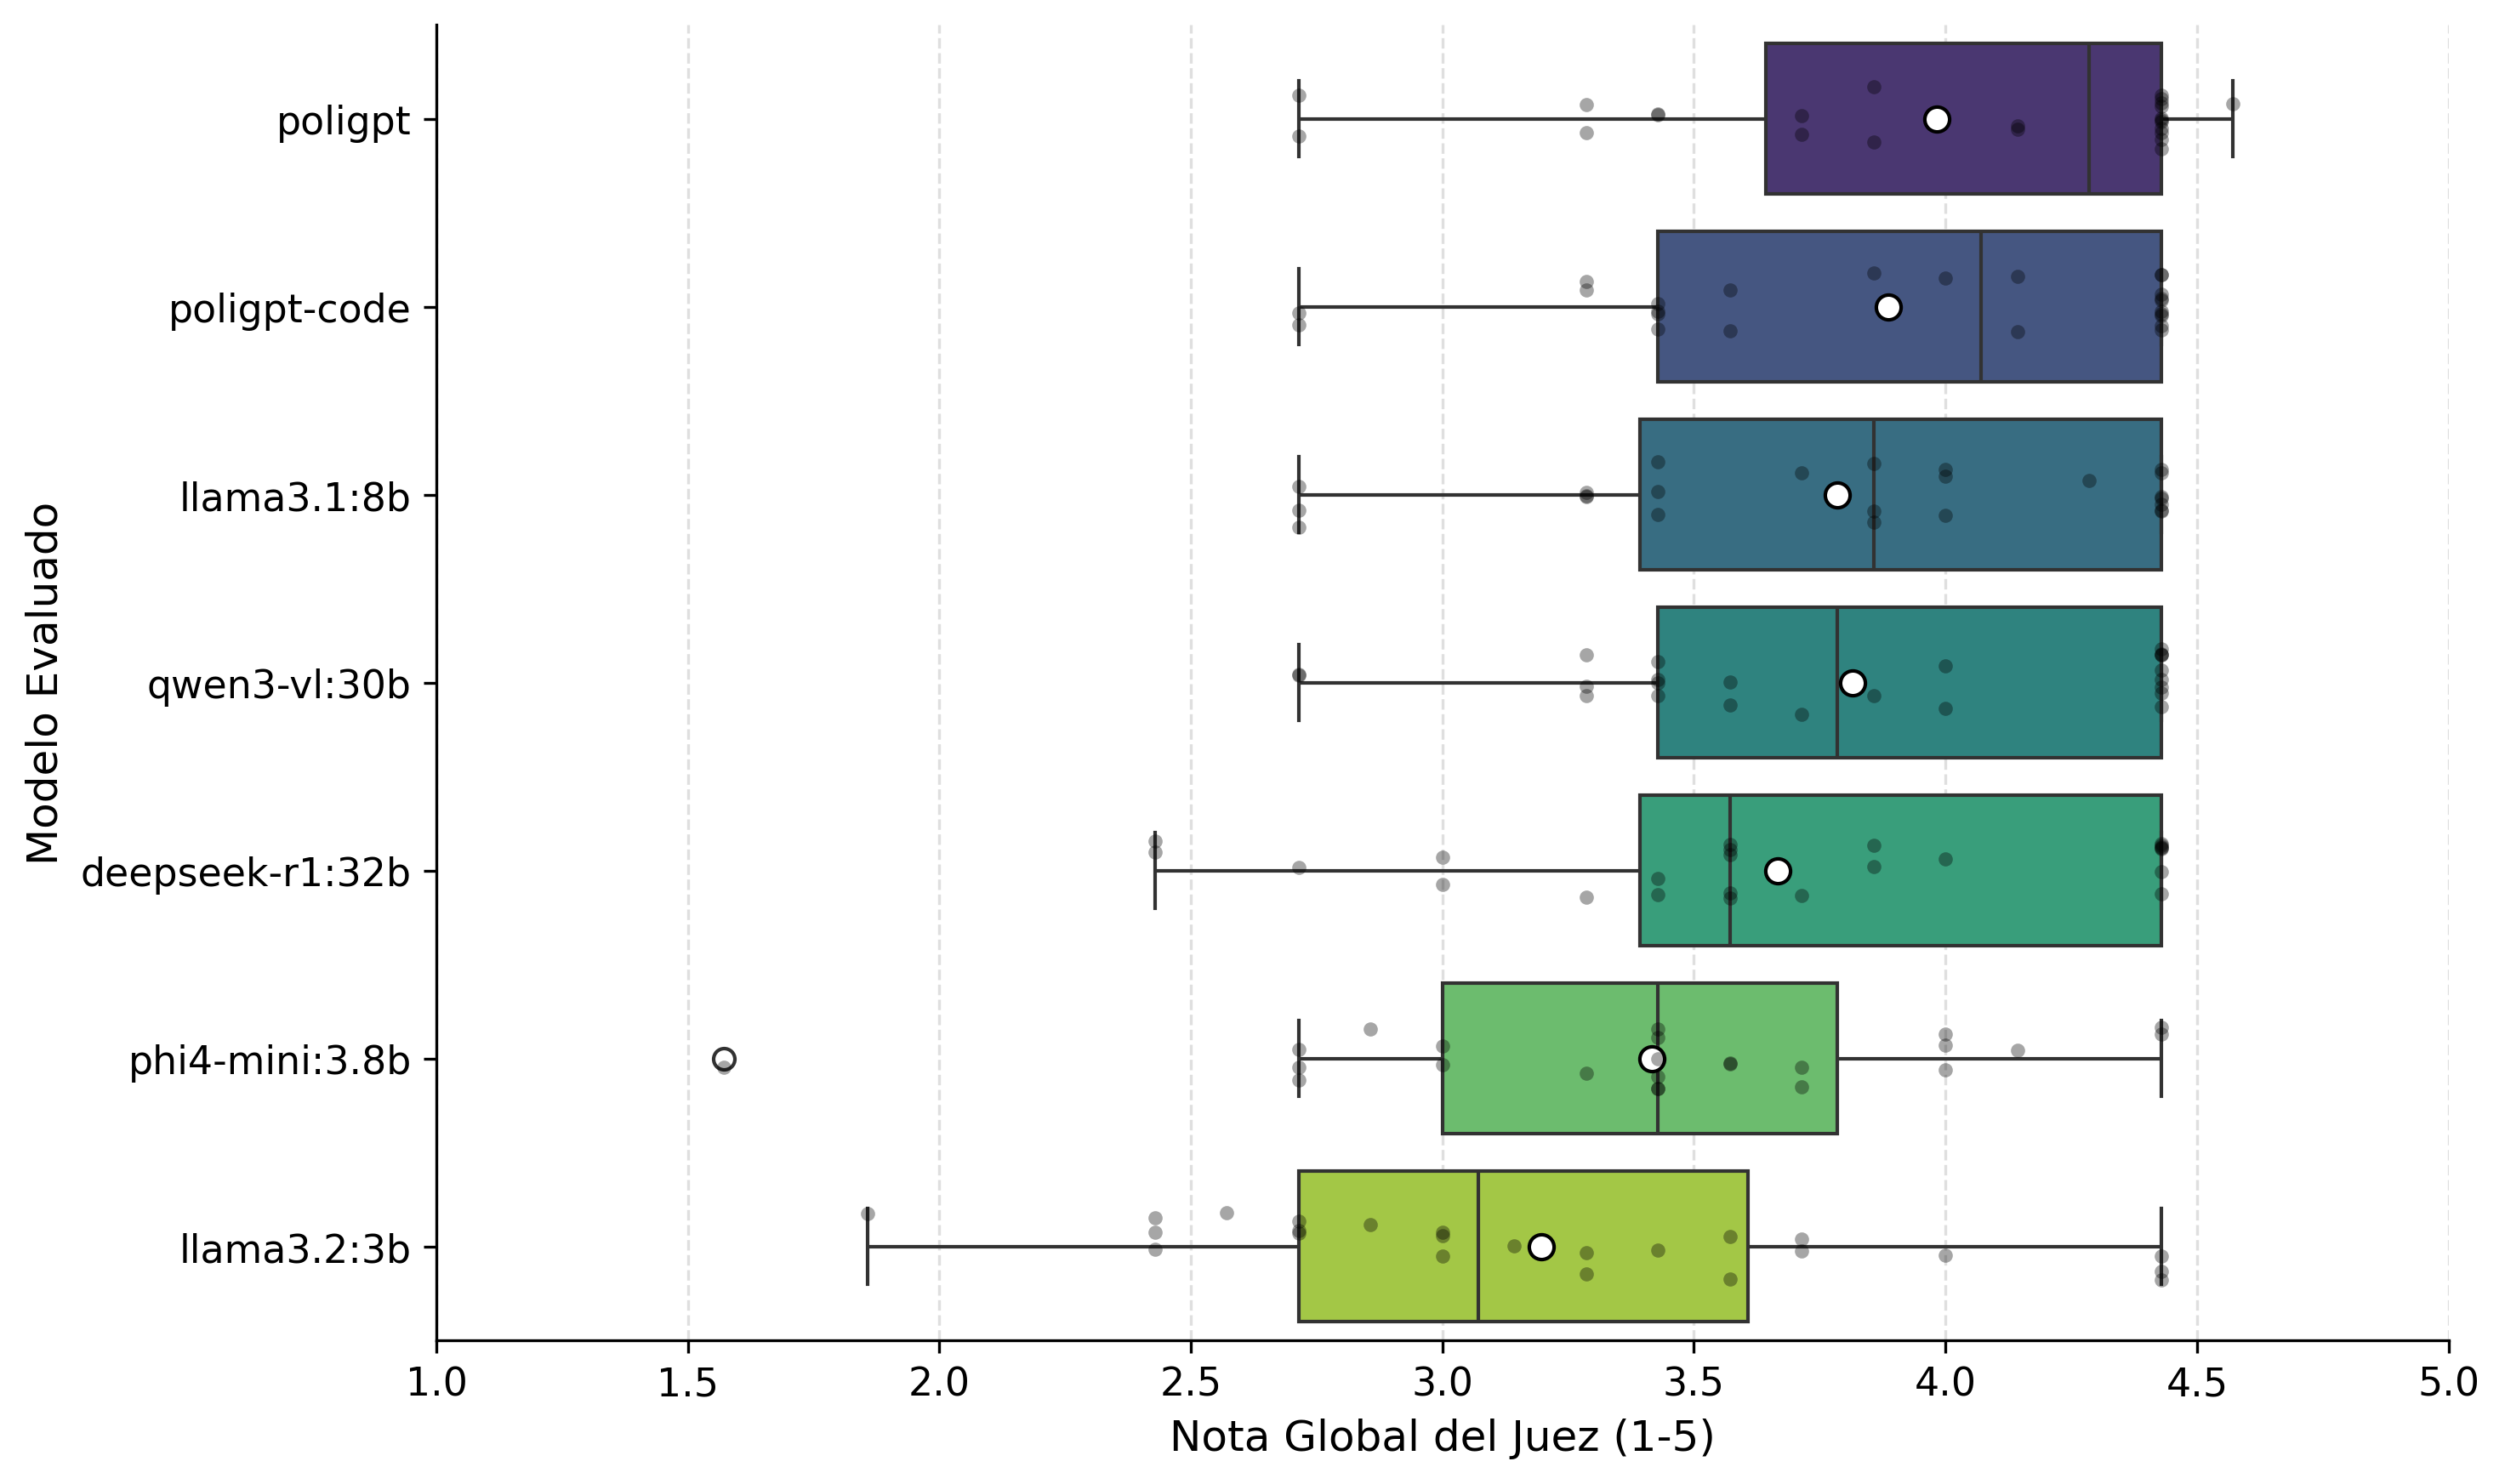 Modelo Evaluado
poligpt
poligpt-code
llama3.1:8b
qwen3-vl:30b
deepseek-r1:32b
phi4-mini:3.8b
llama3.2:3b
1.0 1.5 2.0 2.5 3.0 3.5 4.0 4.5 5.0
Nota Global del Juez (1-5)